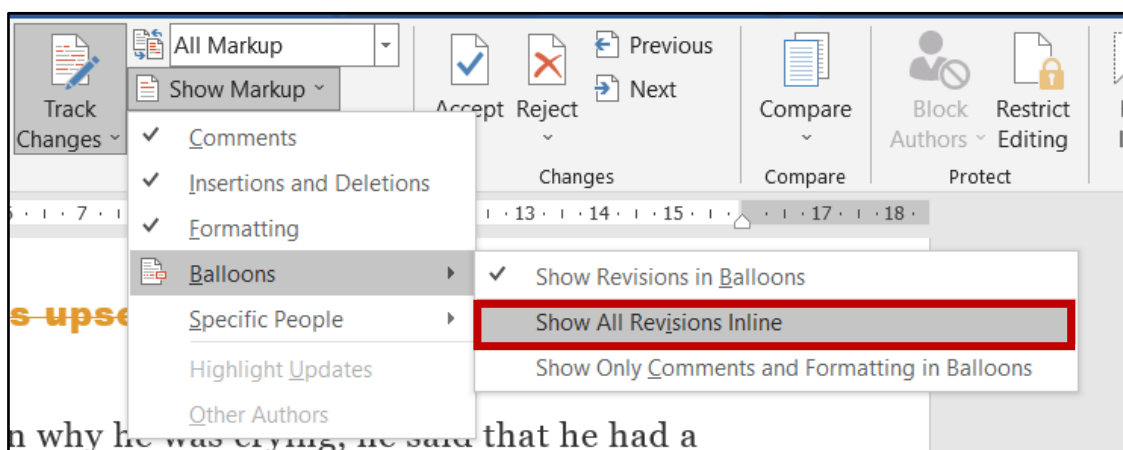 All Markup
Show Markup
Track
Changes
Accept Reject
Previous
Next
Changes
Compare
Compare
Block
Authors
Restrict
Editing
Protect
Comments
Insertions and Deletions
Formatting
Balloons
Specific People
Highlight Updates
Other Authors
7 13 14 15 17 18
Show Revisions in Balloons
Show All Revisions Inline
Show Only Comments and Formatting in Balloons
why he was crying, he said that he had a